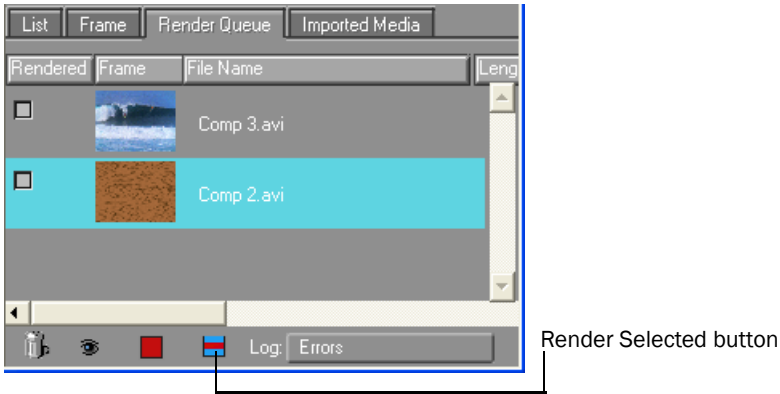 List Frame Render Queue Imported Media
Rendered Frame File Name Leng
Comp 3.avi
Comp 2.avi
Log: Errors
Render Selected button